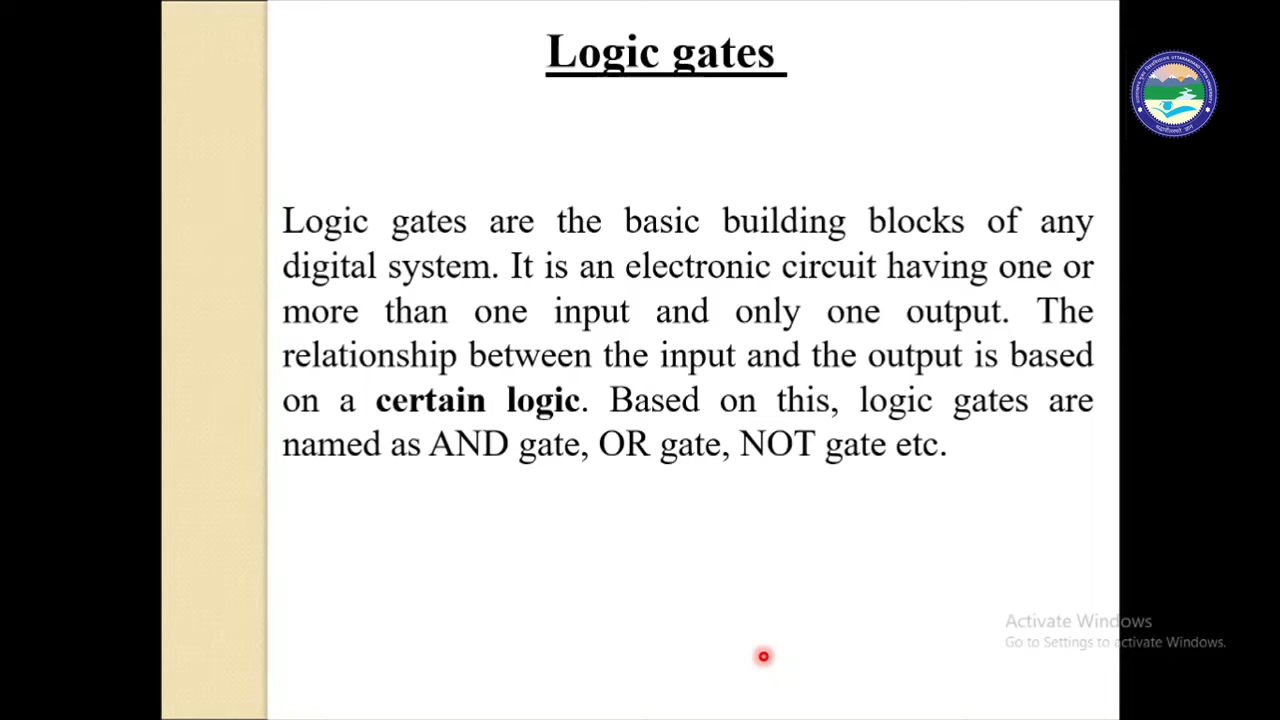 Logic gates
Logic gates are the basic building blocks of any
digital system. It is an electronic circuit having one or
more than one input and only one output. The
relationship between the input and the output is based
on a certain logic. Based on this, logic gates are
named as AND gate, OR gate, NOT gate etc.
Activate Windows
Go to Settings to activate Windows.